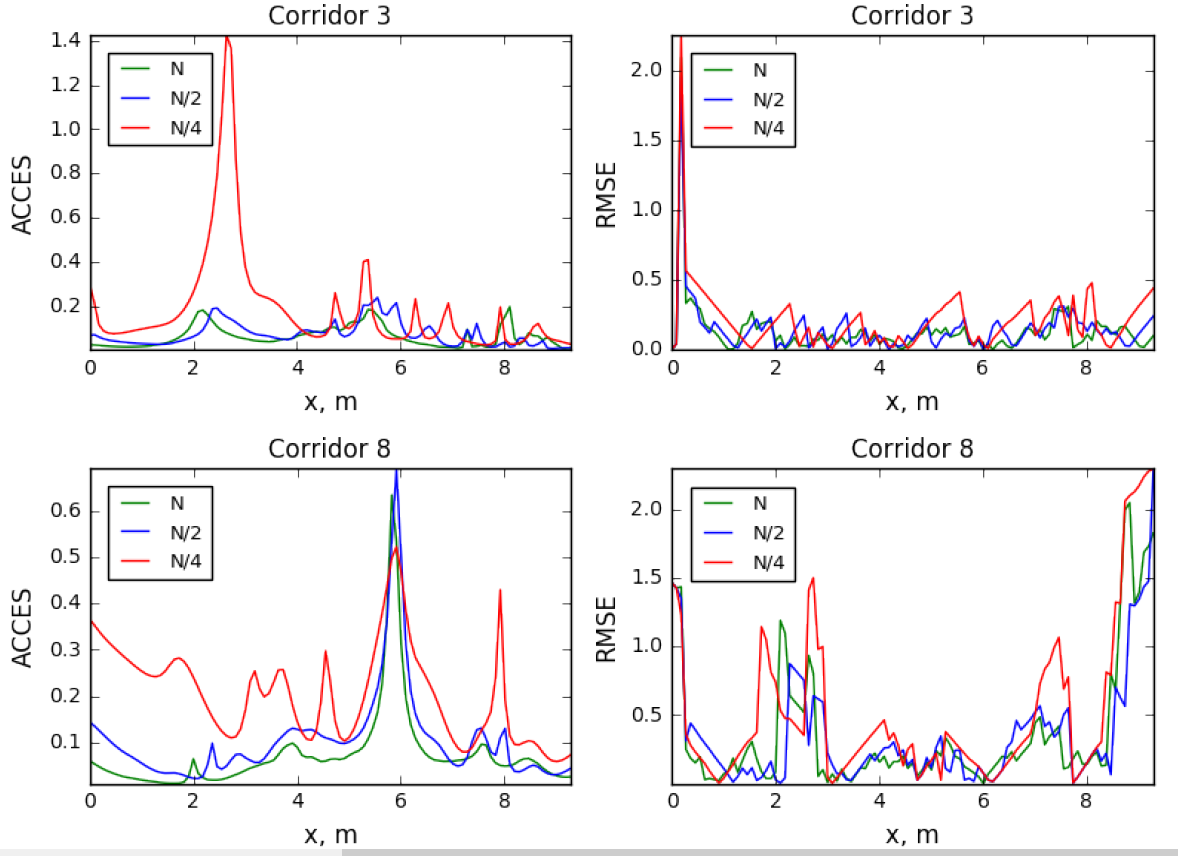 Corridor 3
1.4
1.2
1.0
0.8
0.6
0.4
0.2
ACCES
N
N/2
N/4
0 2 4 6 8
x, m
Corridor 3
2.0
1.5
1.0
0.5
0.0
RMSE
N
N/2
N/4
0 2 4 6 8
x, m
Corridor 8
0.6
0.5
0.4
0.3
0.2
0.1
ACCES
N
N/2
N/4
0 2 4 6 8
x, m
Corridor 8
2.0
1.5
1.0
0.5
RMSE
N
N/2
N/4
0 2 4 6 8
x, m